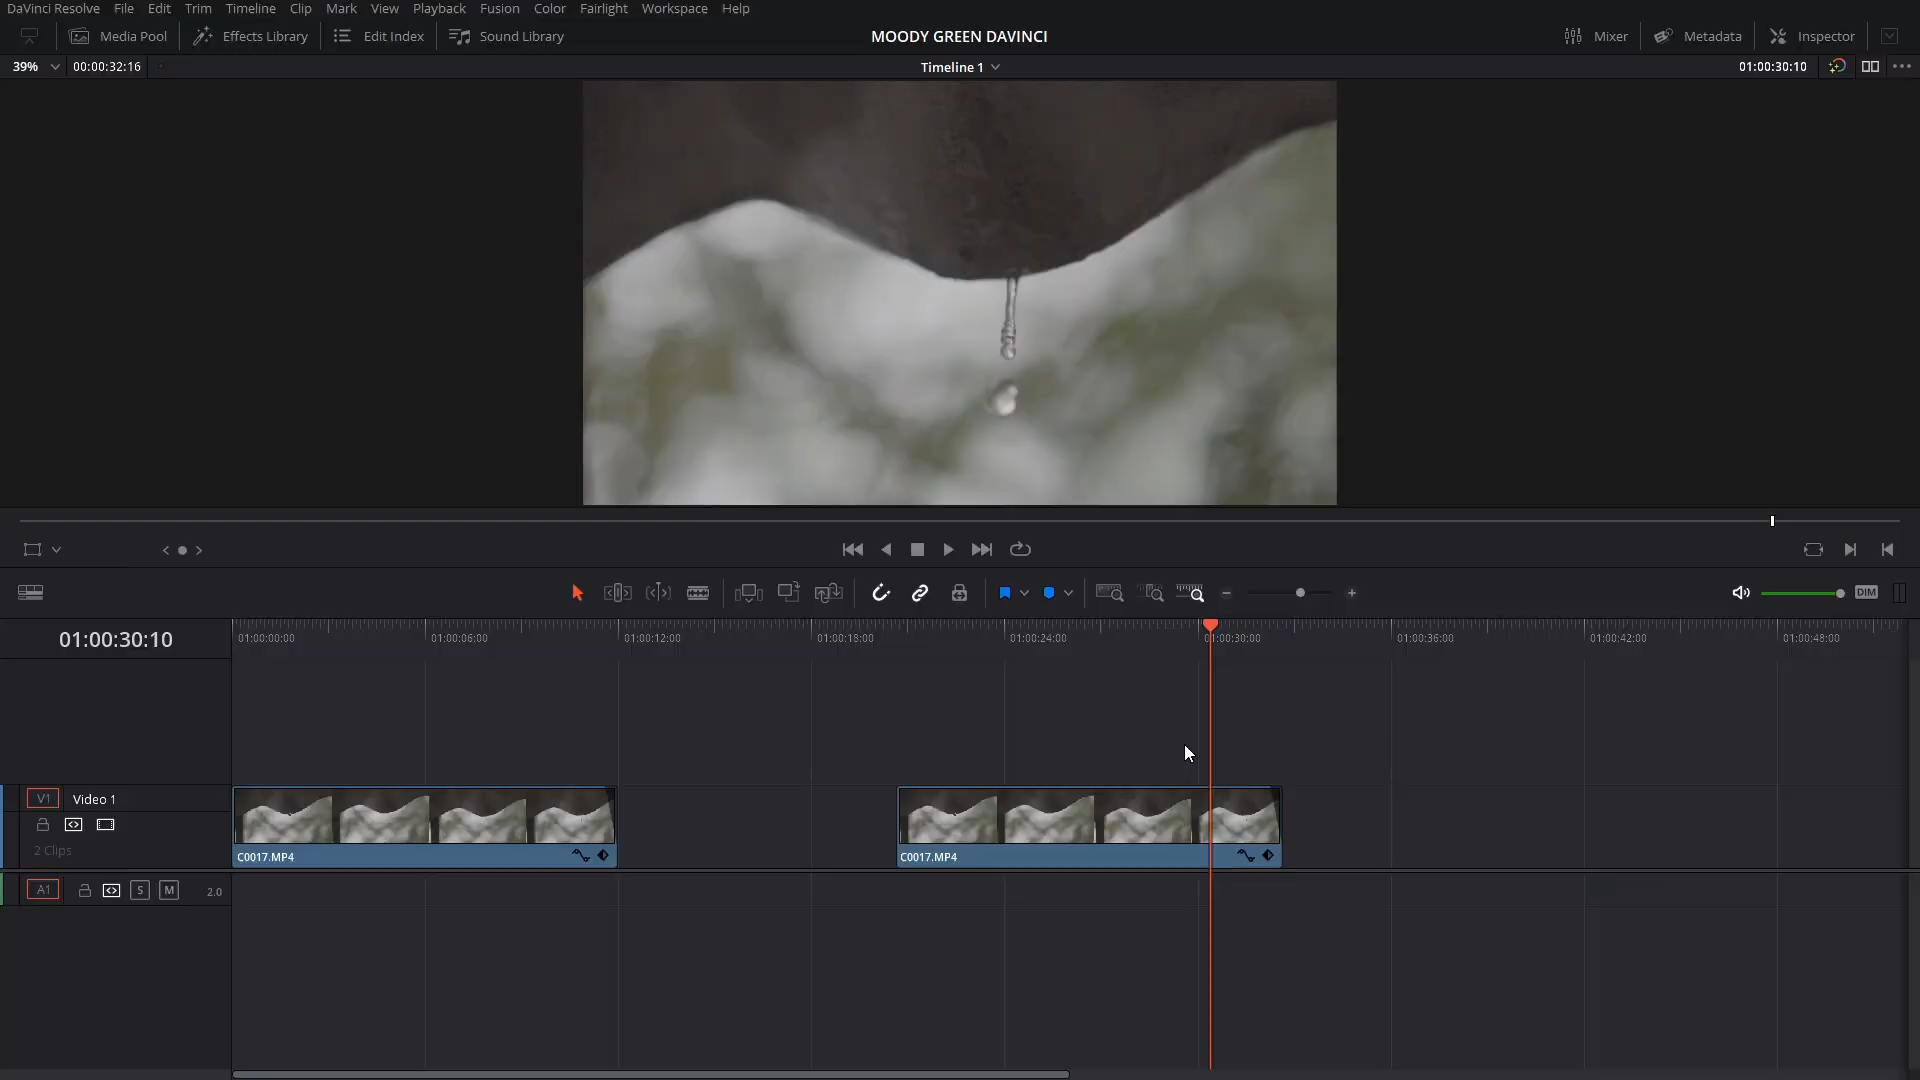 DaVinci Resolve File Edit Trim Timeline Clip Mark View Playback Fusion Color Fairlight Workspace Help
Media Pool Effects Library Edit Index Sound Library MOODY GREEN DAVINCI Mixer Metadata Inspector
39% 00:00:32:16 Timeline 1 01:00:30:10
DIM
01:00:30:10 01:00:00:00 01:00:06:00 01:00:12:00 01:00:18:00 01:00:24:00 01:00:30:00 01:00:36:00 01:00:42:00 01:00:48:00
V1 Video 1
2 Clips
C0017.MP4 C0017.MP4
A1 S M 2.0